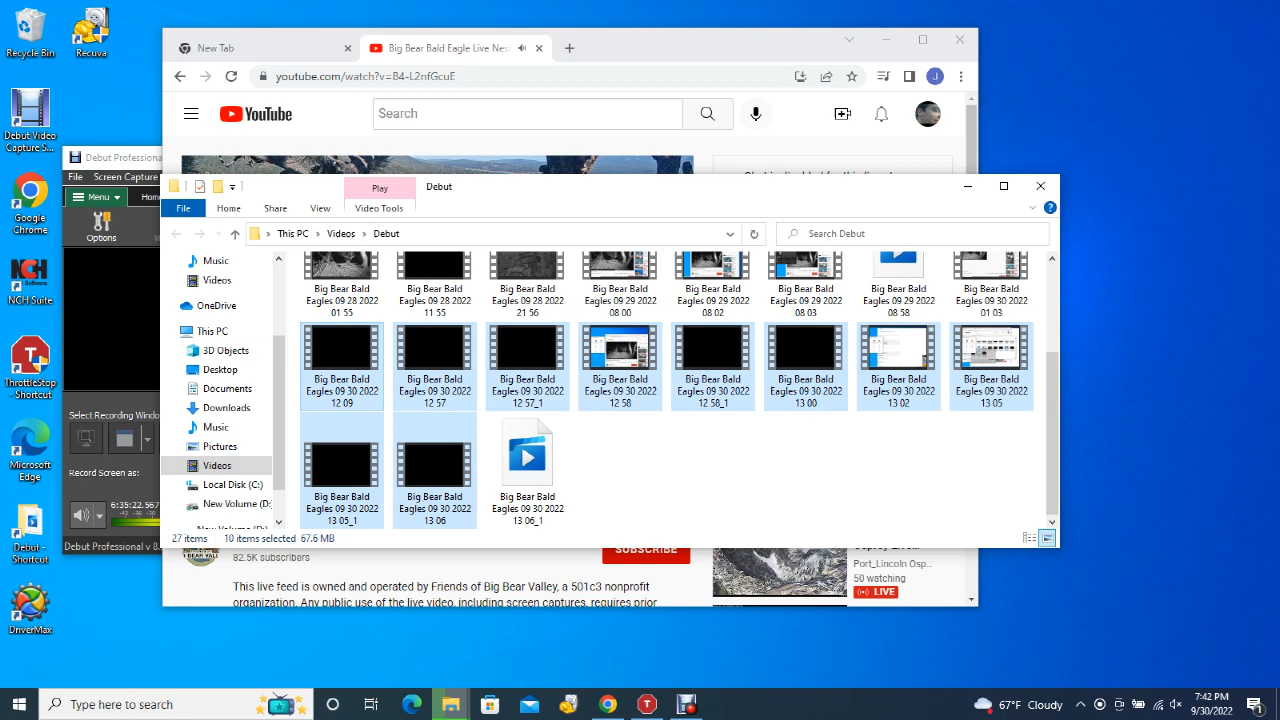 Recycle Bin
Recuva
Debut Video
Capture S...
Google
Chrome
NCH Suite
ThrottleStop
- Shortcut
Microsoft
Edge
Debut -
Shortcut
DriverMax
New Tab
Big Bear Bald Eagle Live Nes
youtube.com/watch?v=B4-L2nfGcuE
J
YouTube
Search
Debut Professional
File Screen Capture
Menu Hom
Options
Select Recording Window
Record Screen as:
6:35:22.567
-42 -36
Debut Professional v 8.
Play
Debut
File Home Share View Video Tools
This PC > Videos > Debut
Search Debut
Music
Videos
OneDrive
This PC
3D Objects
Desktop
Documents
Downloads
Music
Pictures
Videos
Local Disk (C:)
New Volume (D:
Big Bear Bald
Eagles 09 28 2022
01 55
Big Bear Bald
Eagles 09 28 2022
11 55
Big Bear Bald
Eagles 09 28 2022
21 56
Big Bear Bald
Eagles 09 29 2022
08 00
Big Bear Bald
Eagles 09 29 2022
08 02
Big Bear Bald
Eagles 09 29 2022
08 03
Big Bear Bald
Eagles 09 29 2022
08 58
Big Bear Bald
Eagles 09 30 2022
01 03
Big Bear Bald
Eagles 09 30 2022
12 09
Big Bear Bald
Eagles 09 30 2022
12 57
Big Bear Bald
Eagles 09 30 2022
12 57_1
Big Bear Bald
Eagles 09 30 2022
12 58
Big Bear Bald
Eagles 09 30 2022
12 58_1
Big Bear Bald
Eagles 09 30 2022
13 00
Big Bear Bald
Eagles 09 30 2022
13 02
Big Bear Bald
Eagles 09 30 2022
13 05
Big Bear Bald
Eagles 09 30 2022
13 05_1
Big Bear Bald
Eagles 09 30 2022
13 06
Big Bear Bald
Eagles 09 30 2022
13 06_1
27 items 10 items selected 67.6 MB
82.5K subscribers
SUBSCRIBE
This live feed is owned and operated by Friends of Big Bear Valley, a 501c3 nonprofit
organization. Any public use of the live video, including screen captures, requires prior
Port_Lincoln Osp...
50 watching
LIVE
Type here to search
67°F Cloudy
7:42 PM
9/30/2022
1